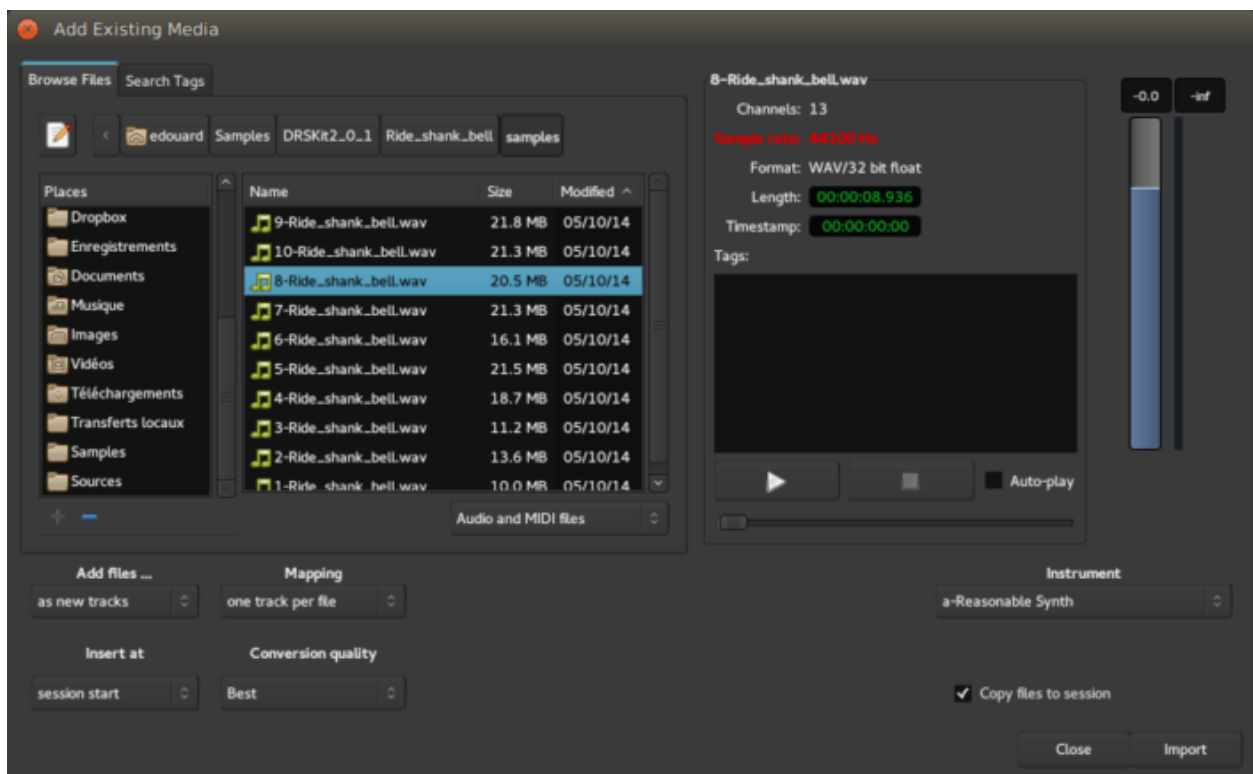 Add Existing Media
Browse Files Search Tags
edouard Samples DRSKit2_0_1 Ride_shank_bell samples
Places
Dropbox
Enregistrements
Documents
Musique
Images
Vidéos
Téléchargements
Transferts locaux
Samples
Sources
Name Size Modified
9-Ride_shank_bell.wav 21.8 MB 05/10/14
10-Ride_shank_bell.wav 21.3 MB 05/10/14
8-Ride_shank_bell.wav 20.5 MB 05/10/14
7-Ride_shank_bell.wav 21.3 MB 05/10/14
6-Ride_shank_bell.wav 16.1 MB 05/10/14
5-Ride_shank_bell.wav 21.5 MB 05/10/14
4-Ride_shank_bell.wav 18.7 MB 05/10/14
3-Ride_shank_bell.wav 11.2 MB 05/10/14
2-Ride_shank_bell.wav 13.6 MB 05/10/14
1-Ride_shank_bell.wav 10.0 MB 05/10/14
Audio and MIDI files
8-Ride_shank_bell.wav
Channels: 13
Sample rate: 44100 Hz
Format: WAV/32 bit float
Length: 00:00:08.936
Timestamp: 00:00:00:00
Tags:
Auto-play
-0.0 -inf
Add files ... Mapping Instrument
as new tracks one track per file a-Reasonable Synth
Insert at Conversion quality
session start Best Copy files to session
Close Import